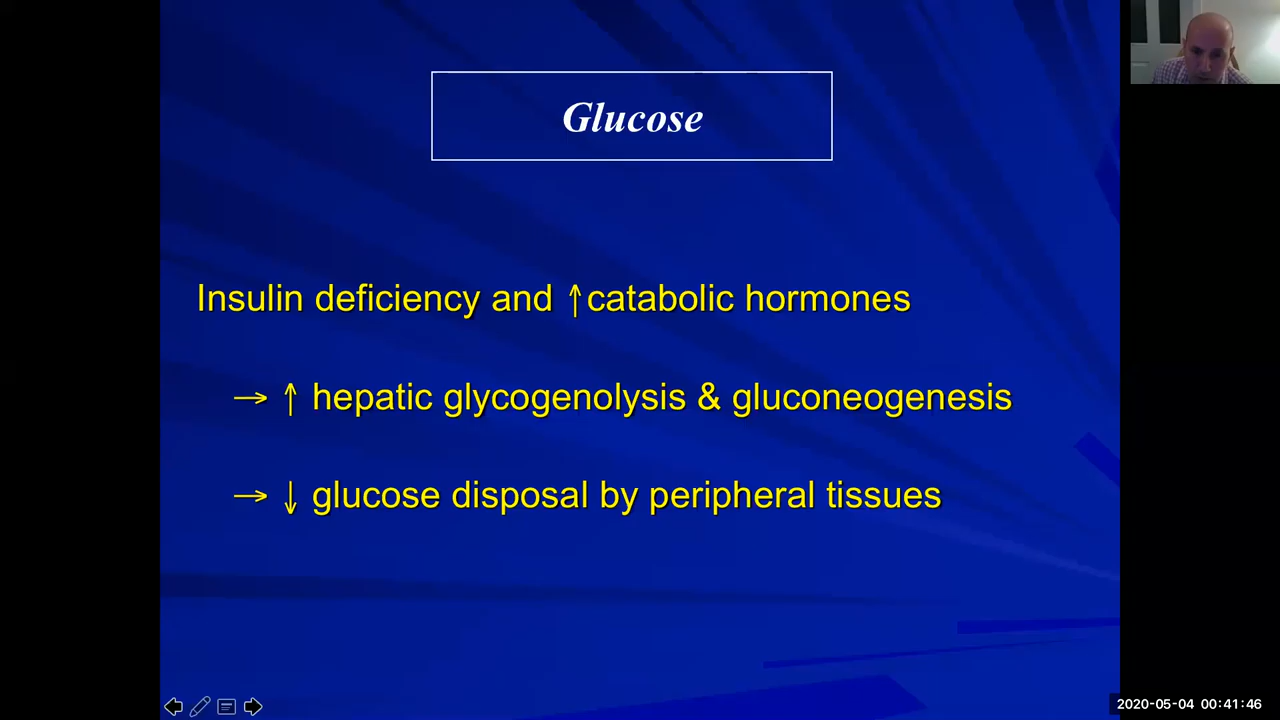 Glucose
Insulin deficiency and ↑catabolic hormones
→ ↑ hepatic glycogenolysis & gluconeogenesis
→ ↓ glucose disposal by peripheral tissues
2020-05-04 00:41:46